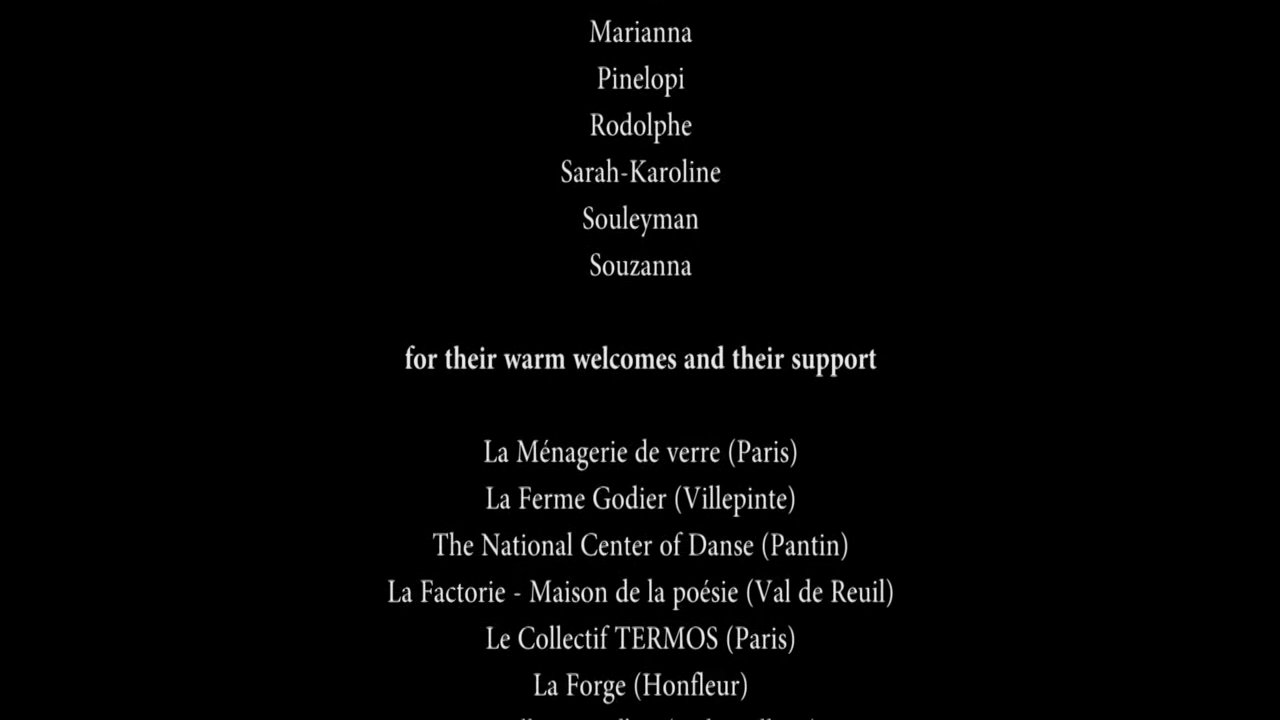 Marianna
Pinelopi
Rodolphe
Sarah-Karoline
Souleyman
Souzanna
for their warm welcomes and their support
La Ménagerie de verre (Paris)
La Ferme Godier (Villepinte)
The National Center of Danse (Pantin)
La Factorie - Maison de la poésie (Val de Reuil)
Le Collectif TERMOS (Paris)
La Forge (Honfleur)